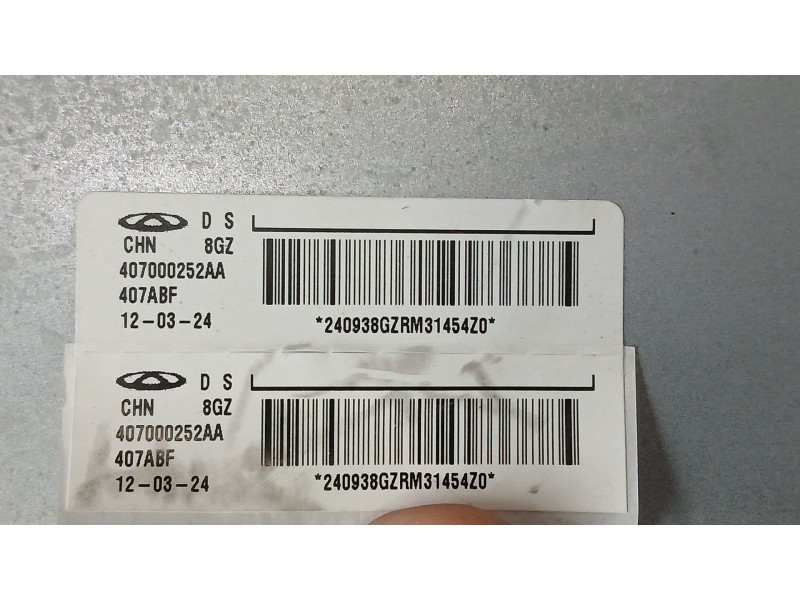 D S
CHN 8GZ
407000252AA
407ABF
12-03-24
*240938GZRM31454Z0*
D S
CHN 8GZ
407000252AA
407ABF
12-03-24
*240938GZRM31454Z0*